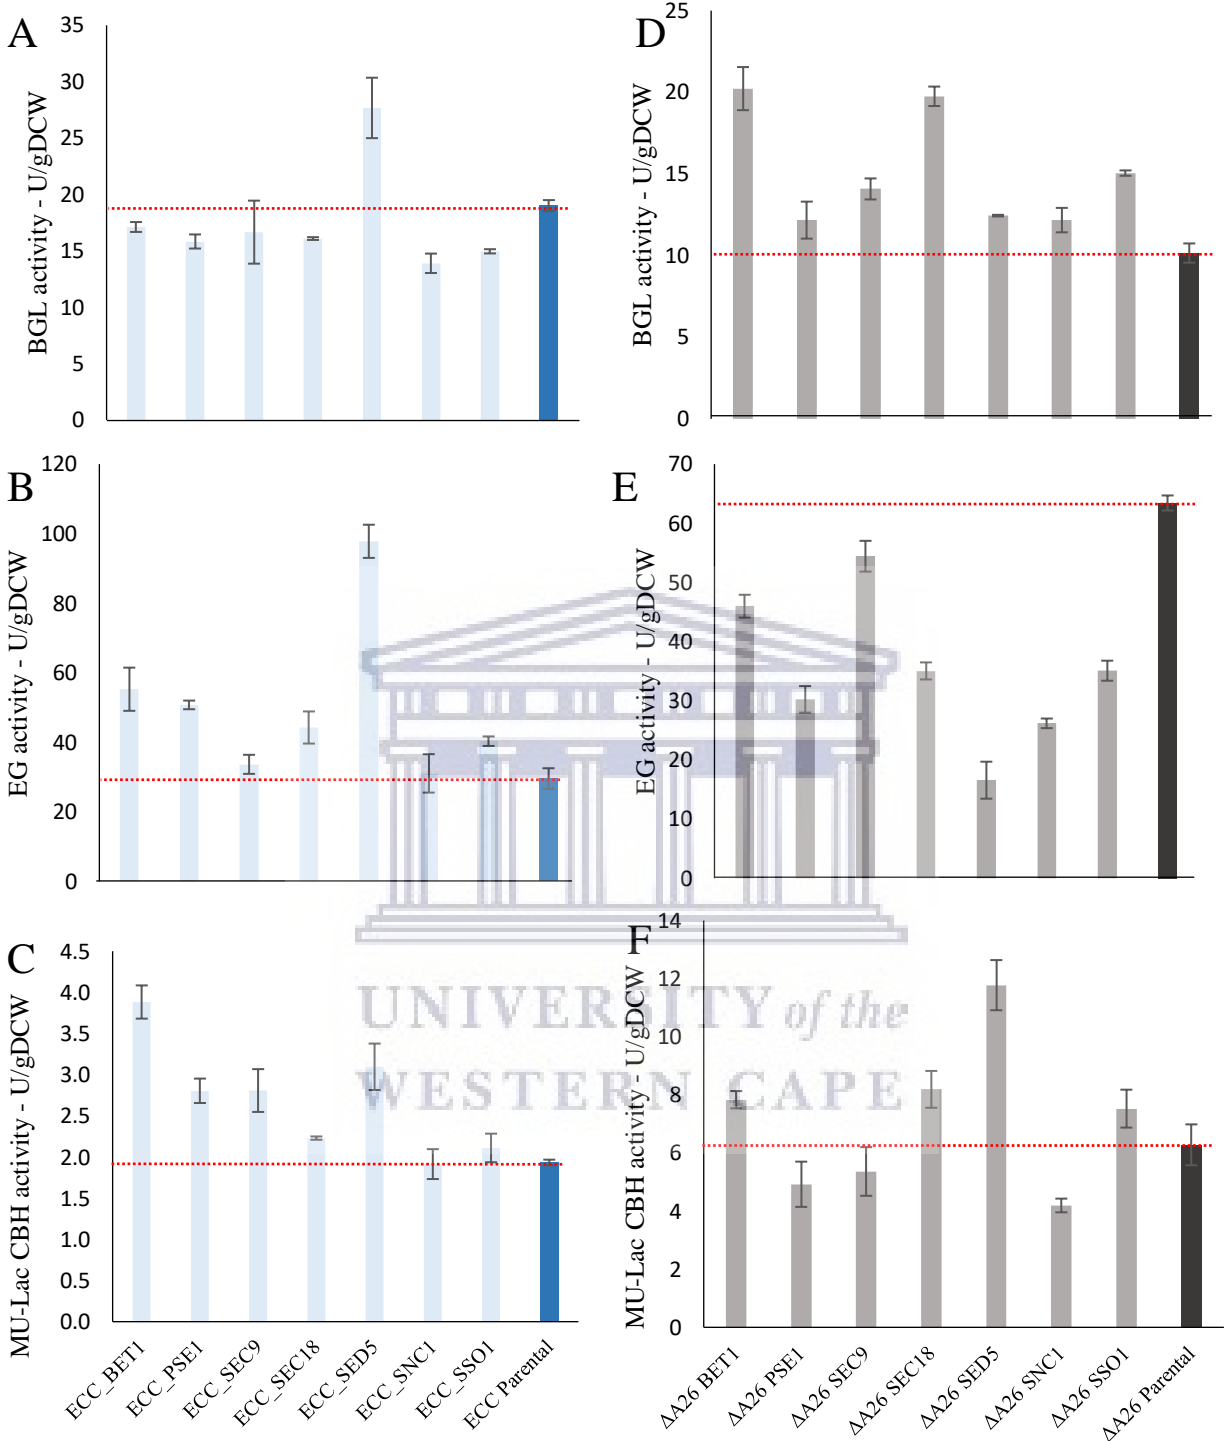 A
BGL activity - U/gDCW
35
30
25
20
15
10
5
0
D
BGL activity - U/gDCW
25
20
15
10
5
0
B
EG activity - U/gDCW
120
100
80
60
40
20
0
E
EG activity - U/gDCW
70
60
50
40
30
20
10
0
C
MU-Lac CBH activity - U/gDCW
4.5
4.0
3.5
3.0
2.5
2.0
1.5
1.0
0.5
0.0
ECC_BET1
ECC_PSE1
ECC_SEC9
ECC_SEC18
ECC_SED5
ECC_SNC1
ECC_SSO1
ECC Parental
F
MU-Lac CBH activity - U/gDCW
14
12
10
8
6
4
2
0
ΔA26 BET1
ΔA26 PSE1
ΔA26 SEC9
ΔA26 SEC18
ΔA26 SED5
ΔA26 SNC1
ΔA26 SSO1
ΔA26 Parental
UNIVERSITY of the
WESTERN CAPE